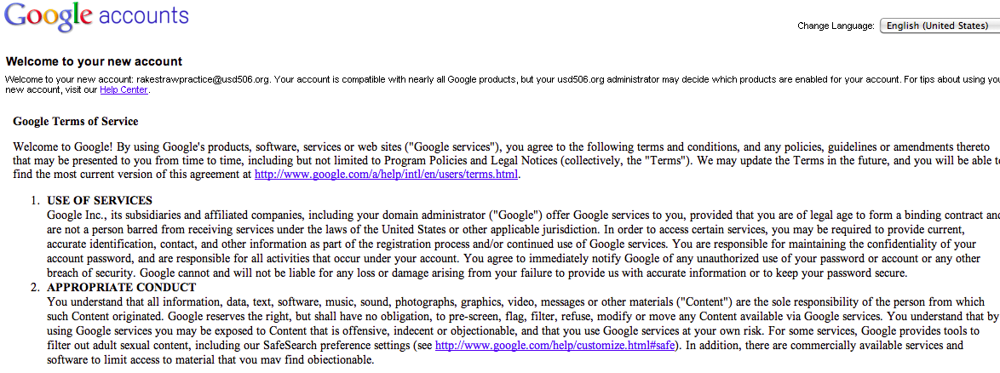 Google accounts
Change Language: English (United States)
Welcome to your new account
Welcome to your new account: rakestrawpractice@usd506.org. Your account is compatible with nearly all Google products, but your usd506.org administrator may decide which products are enabled for your account. For tips about using
new account, visit our Help Center.
Google Terms of Service
Welcome to Google! By using Google's products, software, services or web sites ("Google services"), you agree to the following terms and conditions, and any policies, guidelines or amendments thereto
that may be presented to you from time to time, including but not limited to Program Policies and Legal Notices (collectively, the "Terms"). We may update the Terms in the future, and you will be able
find the most current version of this agreement at http://www.google.com/a/help/intl/en/users/terms.html.
1. USE OF SERVICES
Google Inc., its subsidiaries and affiliated companies, including your domain administrator ("Google") offer Google services to you, provided that you are of legal age to form a binding contract and
are not a person barred from receiving services under the laws of the United States or other applicable jurisdiction. In order to access certain services, you may be required to provide current,
accurate identification, contact, and other information as part of the registration process and/or continued use of Google services. You are responsible for maintaining the confidentiality of your
account password, and are responsible for all activities that occur under your account. You agree to immediately notify Google of any unauthorized use of your password or account or any other
breach of security. Google cannot and will not be liable for any loss or damage arising from your failure to provide us with accurate information or to keep your password secure.
2. APPROPRIATE CONDUCT
You understand that all information, data, text, software, music, sound, photographs, graphics, video, messages or other materials ("Content") are the sole responsibility of the person from which
such Content originated. Google reserves the right, but shall have no obligation, to pre-screen, flag, filter, refuse, modify or move any Content available via Google services. You understand that by
using Google services you may be exposed to Content that is offensive, indecent or objectionable, and that you use Google services at your own risk. For some services, Google provides tools to
filter out adult sexual content, including our SafeSearch preference settings (see http://www.google.com/help/customize.html#safe). In addition, there are commercially available services and
software to limit access to material that you may find objectionable.